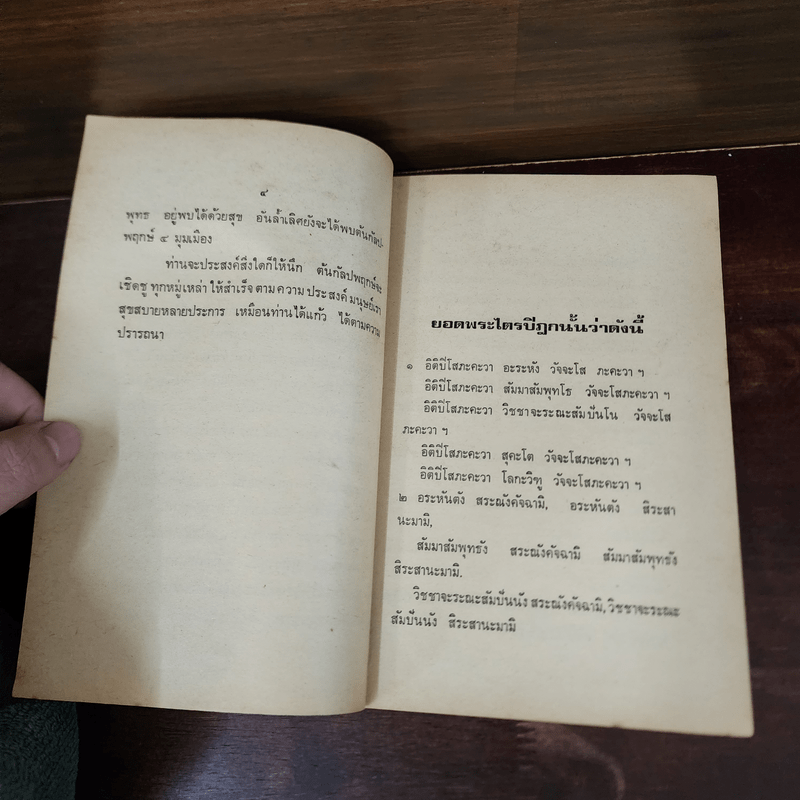 ๔
พุทธ อยู่พบได้ด้วยสุข อันล้ำเลิศยังจะได้พบต้นกัลป-
พฤกษ์ ๔ มุมเมือง
ท่านจะประสงค์สิ่งใดก็ให้นึก ต้นกัลปพฤกษ์จะ
เชิดชู ทุกหมู่เหล่า ให้สำเร็จ ตามความ ประสงค์ มนุษย์เรา
สุขสบายหลายประการ เหมือนท่านได้แก้ว ได้ตามความ
ปรารถนา
ยอดพระไตรปิฎกนั้นว่าดังนี้
๑ อิติปิโสภะคะวา อะระหัง วัจจะโส ภะคะวา ฯ
อิติปิโสภะคะวา สัมมาสัมพุทโธ วัจจะโสภะคะวา ฯ
อิติปิโสภะคะวา วิชชาจะระณะสัมปันโน วัจจะโส
ภะคะวา ฯ
อิติปิโสภะคะวา สุคะโต วัจจะโสภะคะวา ฯ
อิติปิโสภะคะวา โลกะวิฑู วัจจะโสภะคะวา ฯ
๒ อระหันตัง สระณังคัจฉามิ, อระหันตัง สิระสา
นะมามิ,
สัมมาสัมพุทธัง สระณังคัจฉามิ สัมมาสัมพุทธัง
สิระสานะมามิ.
วิชชาจะระณะสัมปันนัง สระณังคัจฉามิ, วิชชาจะระณะ
สัมปันนัง สิระสานะมามิ